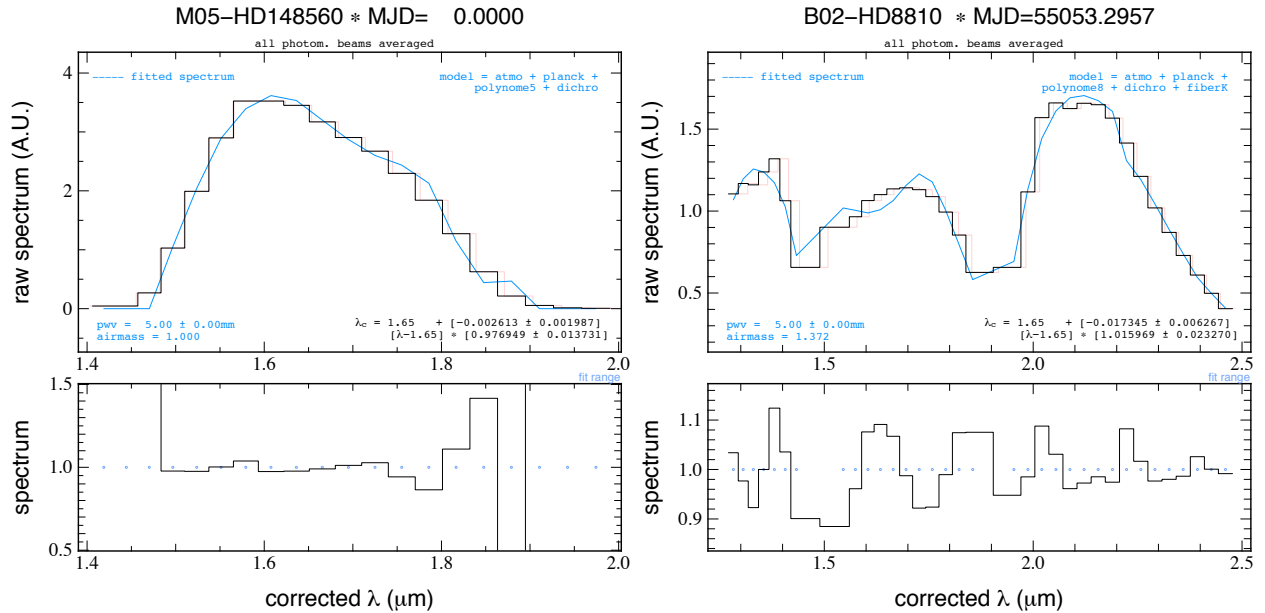 M05−HD148560 * MJD= 0.0000
all photom. beams averaged
----- fitted spectrum
model = atmo + planck +
polynome5 + dichro
4
2
0
raw spectrum (A.U.)
pwv = 5.00 ± 0.00mm
airmass = 1.000
λc = 1.65 + [-0.002613 ± 0.001987]
[λ-1.65] * [0.976949 ± 0.013731]
1.4
1.6
1.8
2.0
fit range
1.5
1.0
0.5
spectrum
1.4
1.6
1.8
2.0
corrected λ (μm)
B02−HD8810 * MJD=55053.2957
all photom. beams averaged
----- fitted spectrum
model = atmo + planck +
polynome8 + dichro + fiberK
1.5
1.0
0.5
raw spectrum (A.U.)
pwv = 5.00 ± 0.00mm
airmass = 1.372
λc = 1.65 + [-0.017345 ± 0.006267]
[λ-1.65] * [1.015969 ± 0.023270]
1.5
2.0
2.5
fit range
1.1
1.0
0.9
spectrum
1.5
2.0
2.5
corrected λ (μm)